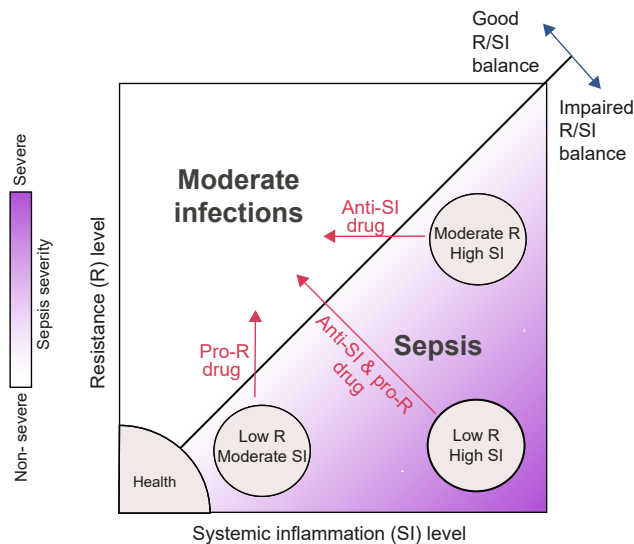 Good
R/SI
balance
Impaired
R/SI
balance
Severe
Sepsis severity
Non- severe
Resistance (R) level
Moderate
infections
Anti-SI
drug
Moderate R
High SI
Pro-R
drug
Anti-SI & pro-R
drug
Sepsis
Low R
Moderate SI
Low R
High SI
Health
Systemic inflammation (SI) level